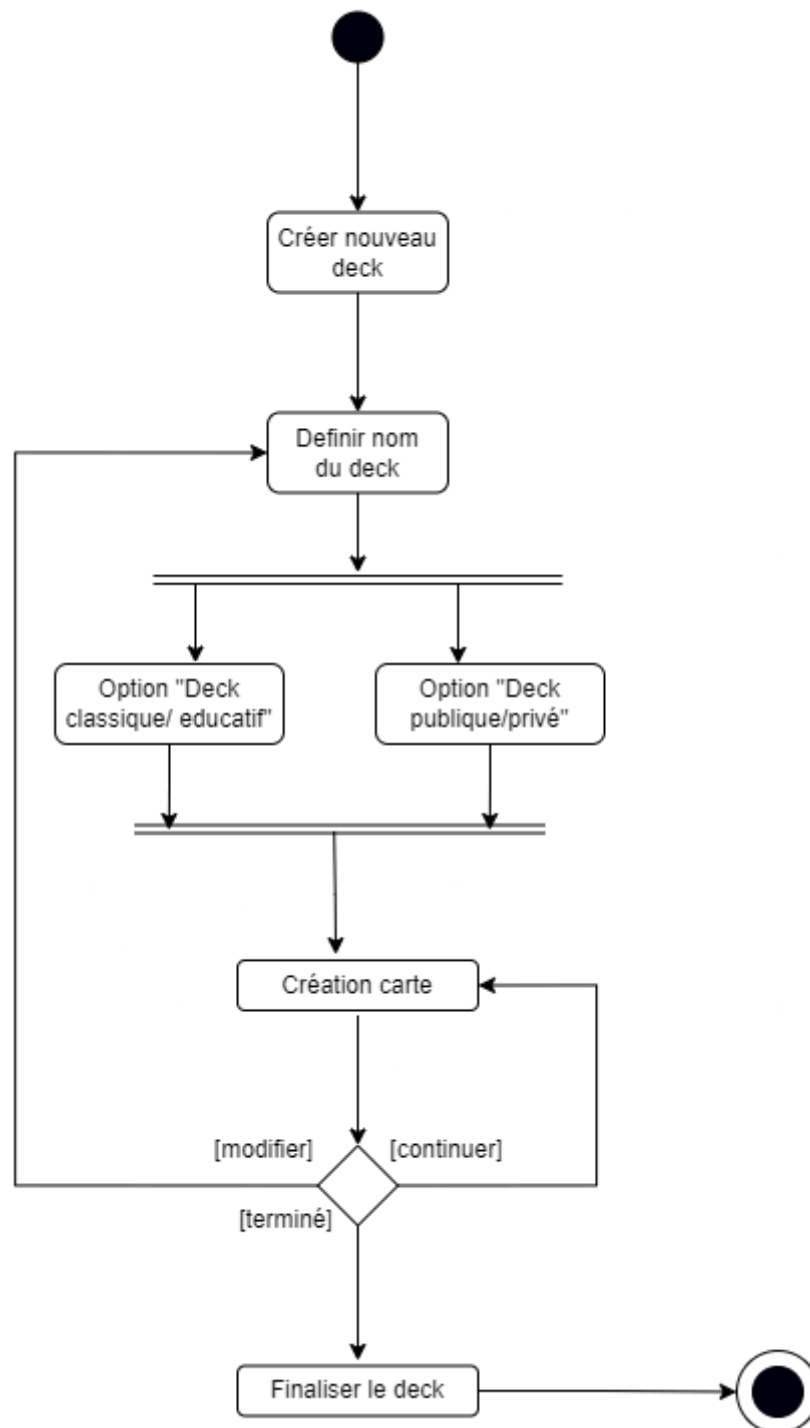 Créer nouveau
deck
Definir nom
du deck
Option "Deck
classique/ educatif"
Option "Deck
publique/privé"
Création carte
[modifier]
[continuer]
[terminé]
Finaliser le deck